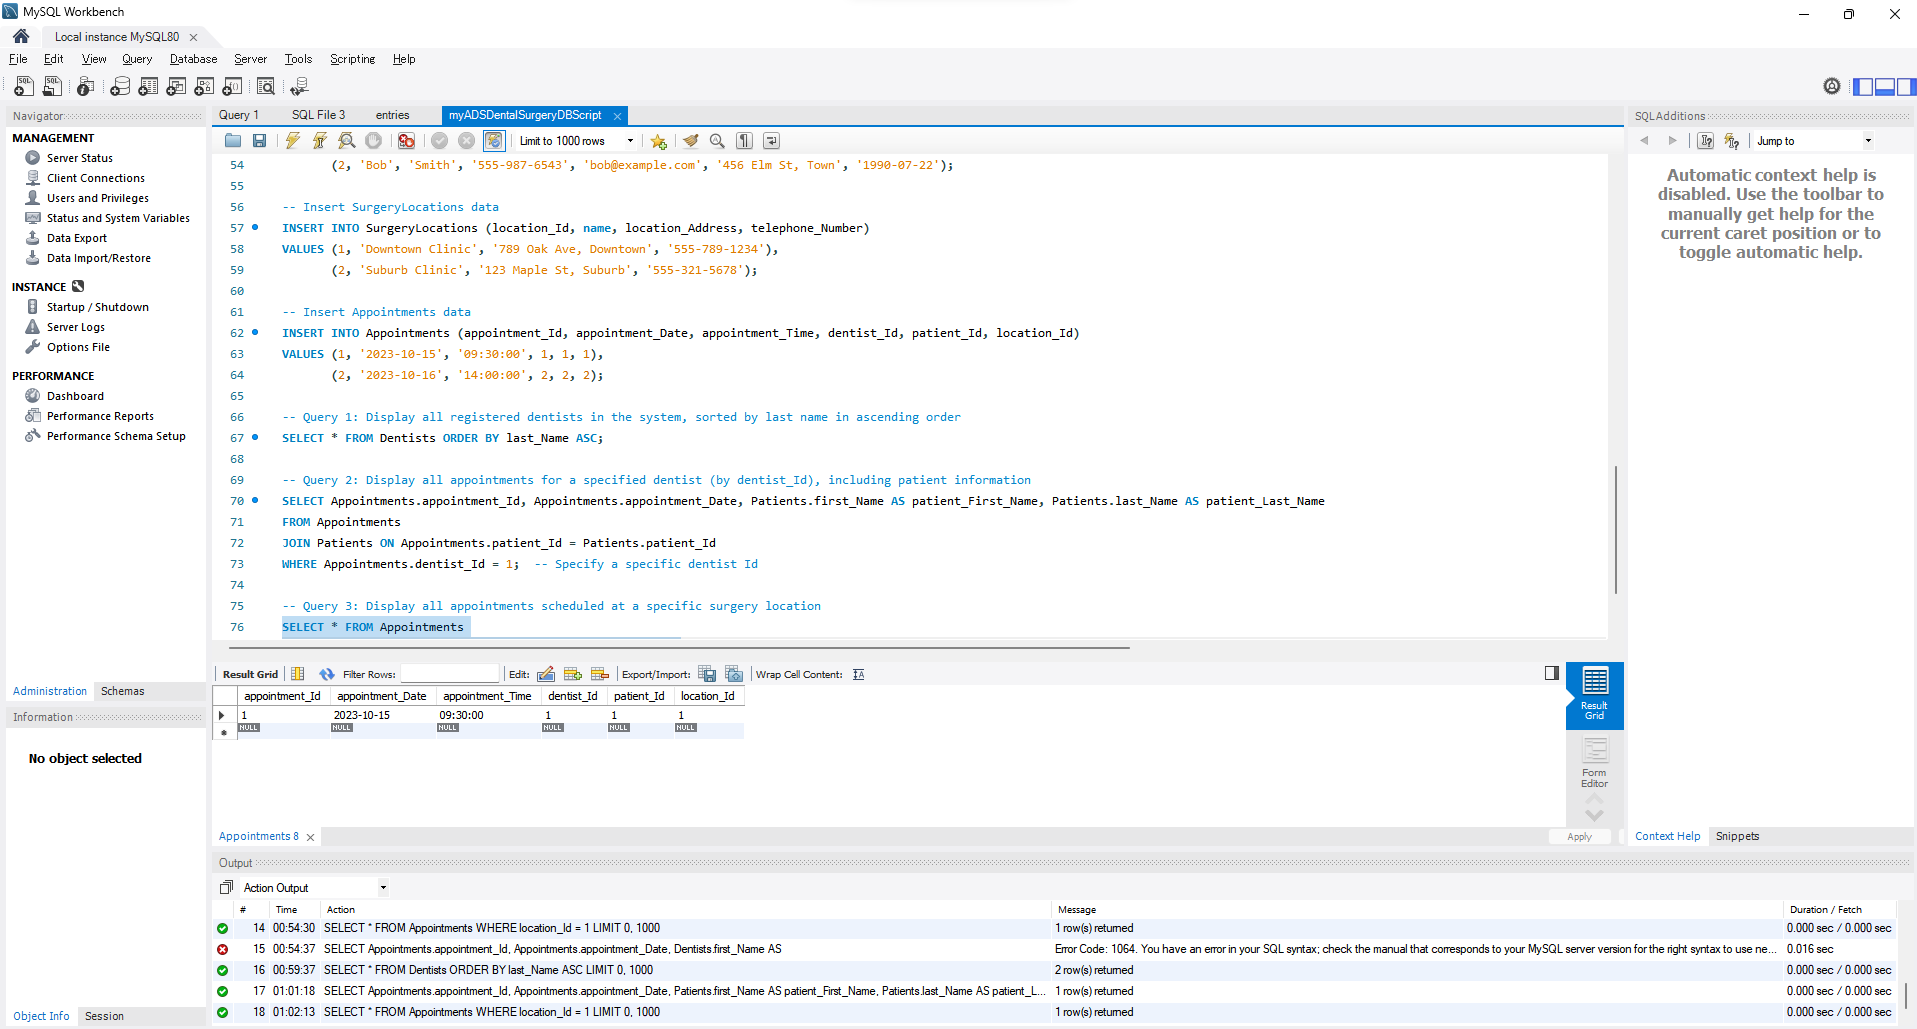 MySQL Workbench
Local instance MySQL80
File Edit View Query Database Server Tools Scripting Help
Navigator
MANAGEMENT
Server Status
Client Connections
Users and Privileges
Status and System Variables
Data Export
Data Import/Restore
INSTANCE
Startup / Shutdown
Server Logs
Options File
PERFORMANCE
Dashboard
Performance Reports
Performance Schema Setup
Administration Schemas
Information
No object selected
Object Info Session
Query 1 SQL File 3 entries myADSDentalSurgeryDBScript
Limit to 1000 rows
54 (2, 'Bob', 'Smith', '555-987-6543', 'bob@example.com', '456 Elm St, Town', '1990-07-22');
55
56 -- Insert SurgeryLocations data
57 INSERT INTO SurgeryLocations (location_Id, name, location_Address, telephone_Number)
58 VALUES (1, 'Downtown Clinic', '789 Oak Ave, Downtown', '555-789-1234'),
59 (2, 'Suburb Clinic', '123 Maple St, Suburb', '555-321-5678');
60
61 -- Insert Appointments data
62 INSERT INTO Appointments (appointment_Id, appointment_Date, appointment_Time, dentist_Id, patient_Id, location_Id)
63 VALUES (1, '2023-10-15', '09:30:00', 1, 1, 1),
64 (2, '2023-10-16', '14:00:00', 2, 2, 2);
65
66 -- Query 1: Display all registered dentists in the system, sorted by last name in ascending order
67 SELECT * FROM Dentists ORDER BY last_Name ASC;
68
69 -- Query 2: Display all appointments for a specified dentist (by dentist_Id), including patient information
70 SELECT Appointments.appointment_Id, Appointments.appointment_Date, Patients.first_Name AS patient_First_Name, Patients.last_Name AS patient_Last_Name
71 FROM Appointments
72 JOIN Patients ON Appointments.patient_Id = Patients.patient_Id
73 WHERE Appointments.dentist_Id = 1; -- Specify a specific dentist Id
74
75 -- Query 3: Display all appointments scheduled at a specific surgery location
76 SELECT * FROM Appointments
Result Grid Filter Rows: Edit: Export/Import: Wrap Cell Content:
appointment_Id appointment_Date appointment_Time dentist_Id patient_Id location_Id
1 2023-10-15 09:30:00 1 1 1
NULL NULL NULL NULL NULL NULL
Result Grid
Form Editor
Appointments 8
Apply
SQLAdditions
Jump to
Automatic context help is
disabled. Use the toolbar to
manually get help for the
current caret position or to
toggle automatic help.
Context Help Snippets
Output
Action Output
# Time Action Message Duration / Fetch
14 00:54:30 SELECT * FROM Appointments WHERE location_Id = 1 LIMIT 0, 1000 1 row(s) returned 0.000 sec / 0.000 sec
15 00:54:37 SELECT Appointments.appointment_Id, Appointments.appointment_Date, Dentists.first_Name AS Error Code: 1064. You have an error in your SQL syntax; check the manual that corresponds to your MySQL server version for the right syntax to use ne... 0.016 sec
16 00:59:37 SELECT * FROM Dentists ORDER BY last_Name ASC LIMIT 0, 1000 2 row(s) returned 0.000 sec / 0.000 sec
17 01:01:18 SELECT Appointments.appointment_Id, Appointments.appointment_Date, Patients.first_Name AS patient_First_Name, Patients.last_Name AS patient_L... 1 row(s) returned 0.000 sec / 0.000 sec
18 01:02:13 SELECT * FROM Appointments WHERE location_Id = 1 LIMIT 0, 1000 1 row(s) returned 0.000 sec / 0.000 sec